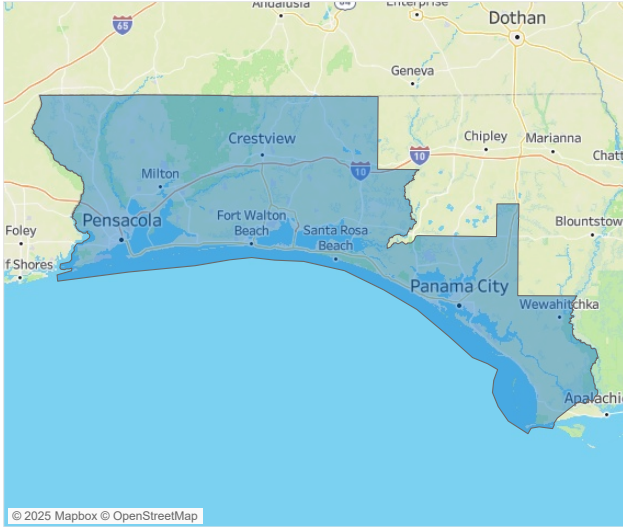 Andalusia
Enterprise
84
65
Dothan
Geneva
Crestview
Chipley
Marianna
10
10
Chatt
Milton
Pensacola
Fort Walton
Beach
Santa Rosa
Beach
Foley
Blountstow
f Shores
Panama City
Wewahitchka
Apalachi
© 2025 Mapbox © OpenStreetMap